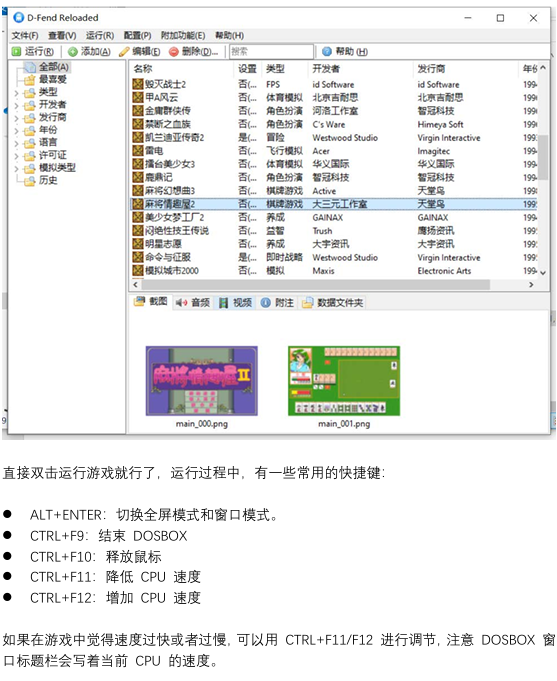 D-Fend Reloaded
文件(F) 查看(V) 运行(R) 配置(P) 附加功能(E) 帮助(H)
运行(R) 添加(A) 编辑(E) 删除(D)... 搜索 帮助 (H)
全部(A)
最喜爱
类型
开发者
发行商
年份
语言
许可证
模拟类型
历史
名称 设置 类型 开发者 发行商 年份
毁灭战士2 否(... FPS id Software id Software 199
甲A风云 否(... 体育模拟 北京吉耐思 北京吉耐思 199
金庸群侠传 否(... 角色扮演 河洛工作室 智冠科技 199
禁断之血族 否(... 角色扮演 C's Ware Himeya Soft 199
凯兰迪亚传奇2 是(... 冒险 Westwood Studio Virgin Interactive 199
雷电 否(... 飞行模拟 Acer Imagitec 199
擂台美少女3 否(... 体育模拟 华义国际 华义国际 199
鹿鼎记 否(... 角色扮演 智冠科技 智冠科技 199
麻将幻想曲3 否(... 棋牌游戏 Active 天堂鸟 199
麻将情趣屋2 否(... 棋牌游戏 大三元工作室 天堂鸟 199
美少女梦工厂2 否(... 养成 GAINAX GAINAX 199
闷绝性技王传说 否(... 益智 Trush 鹰扬资讯 199
明星志愿 否(... 养成 大宇资讯 大宇资讯 199
命令与征服 是(... 即时战略 Westwood Studio Virgin Interactive 199
模拟城市2000 否(... 模拟 Maxis Electronic Arts 199
截图 音频 视频 附注 数据文件夹
麻将情趣屋II
main_000.png main_001.png
直接双击运行游戏就行了，运行过程中，有一些常用的快捷键：
● ALT+ENTER：切换全屏模式和窗口模式。
● CTRL+F9：结束 DOSBOX
● CTRL+F10：释放鼠标
● CTRL+F11：降低 CPU 速度
● CTRL+F12：增加 CPU 速度
如果在游戏中觉得速度过快或者过慢，可以用 CTRL+F11/F12 进行调节，注意 DOSBOX 窗
口标题栏会写着当前 CPU 的速度。